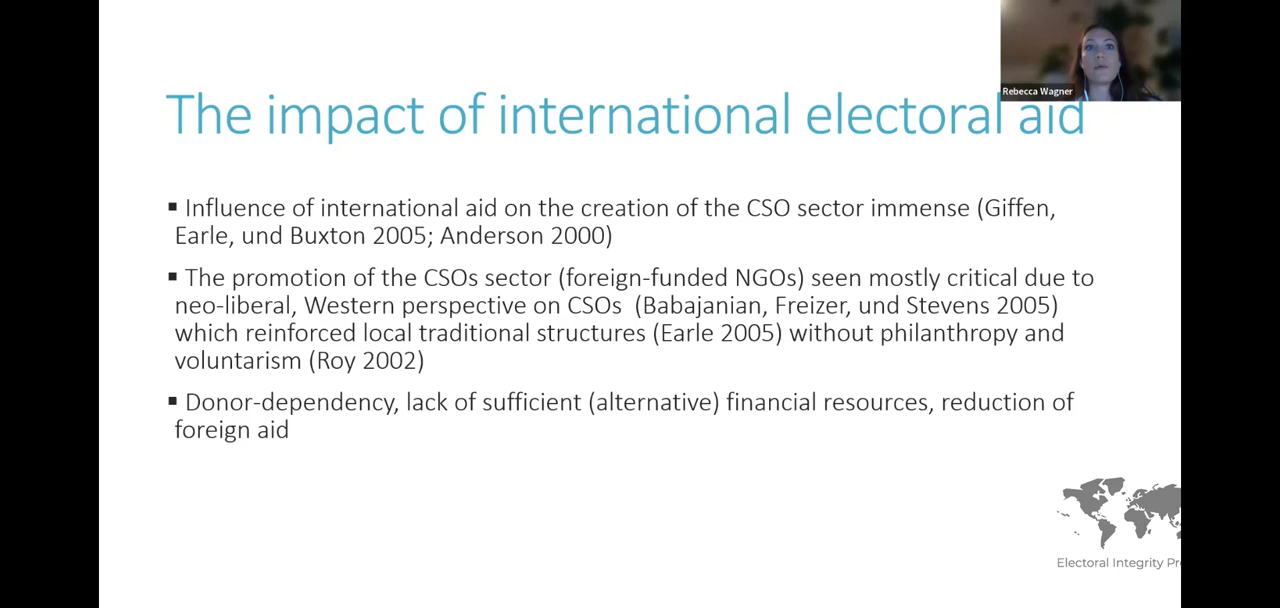 Rebecca Wagner
The impact of international electoral aid
▪ Influence of international aid on the creation of the CSO sector immense (Giffen,
Earle, und Buxton 2005; Anderson 2000)
▪ The promotion of the CSOs sector (foreign-funded NGOs) seen mostly critical due to
neo-liberal, Western perspective on CSOs (Babajanian, Freizer, und Stevens 2005)
which reinforced local traditional structures (Earle 2005) without philanthropy and
voluntarism (Roy 2002)
▪ Donor-dependency, lack of sufficient (alternative) financial resources, reduction of
foreign aid
Electoral Integrity